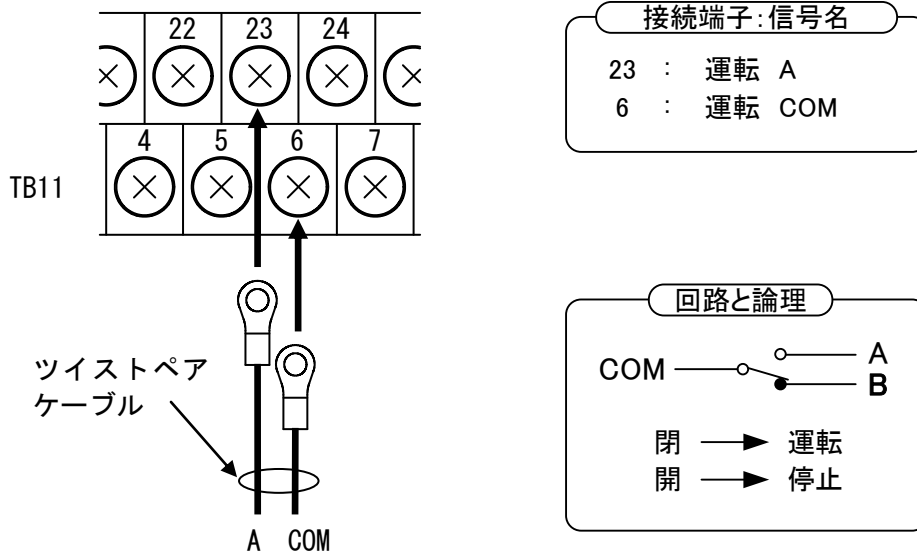 22 23 24
4 5 6 7
TB11
ツイストペア
ケーブル
A COM
接続端子:信号名
23 : 運転 A
6 : 運転 COM
回路と論理
COM
A
B
閉 → 運転
開 → 停止